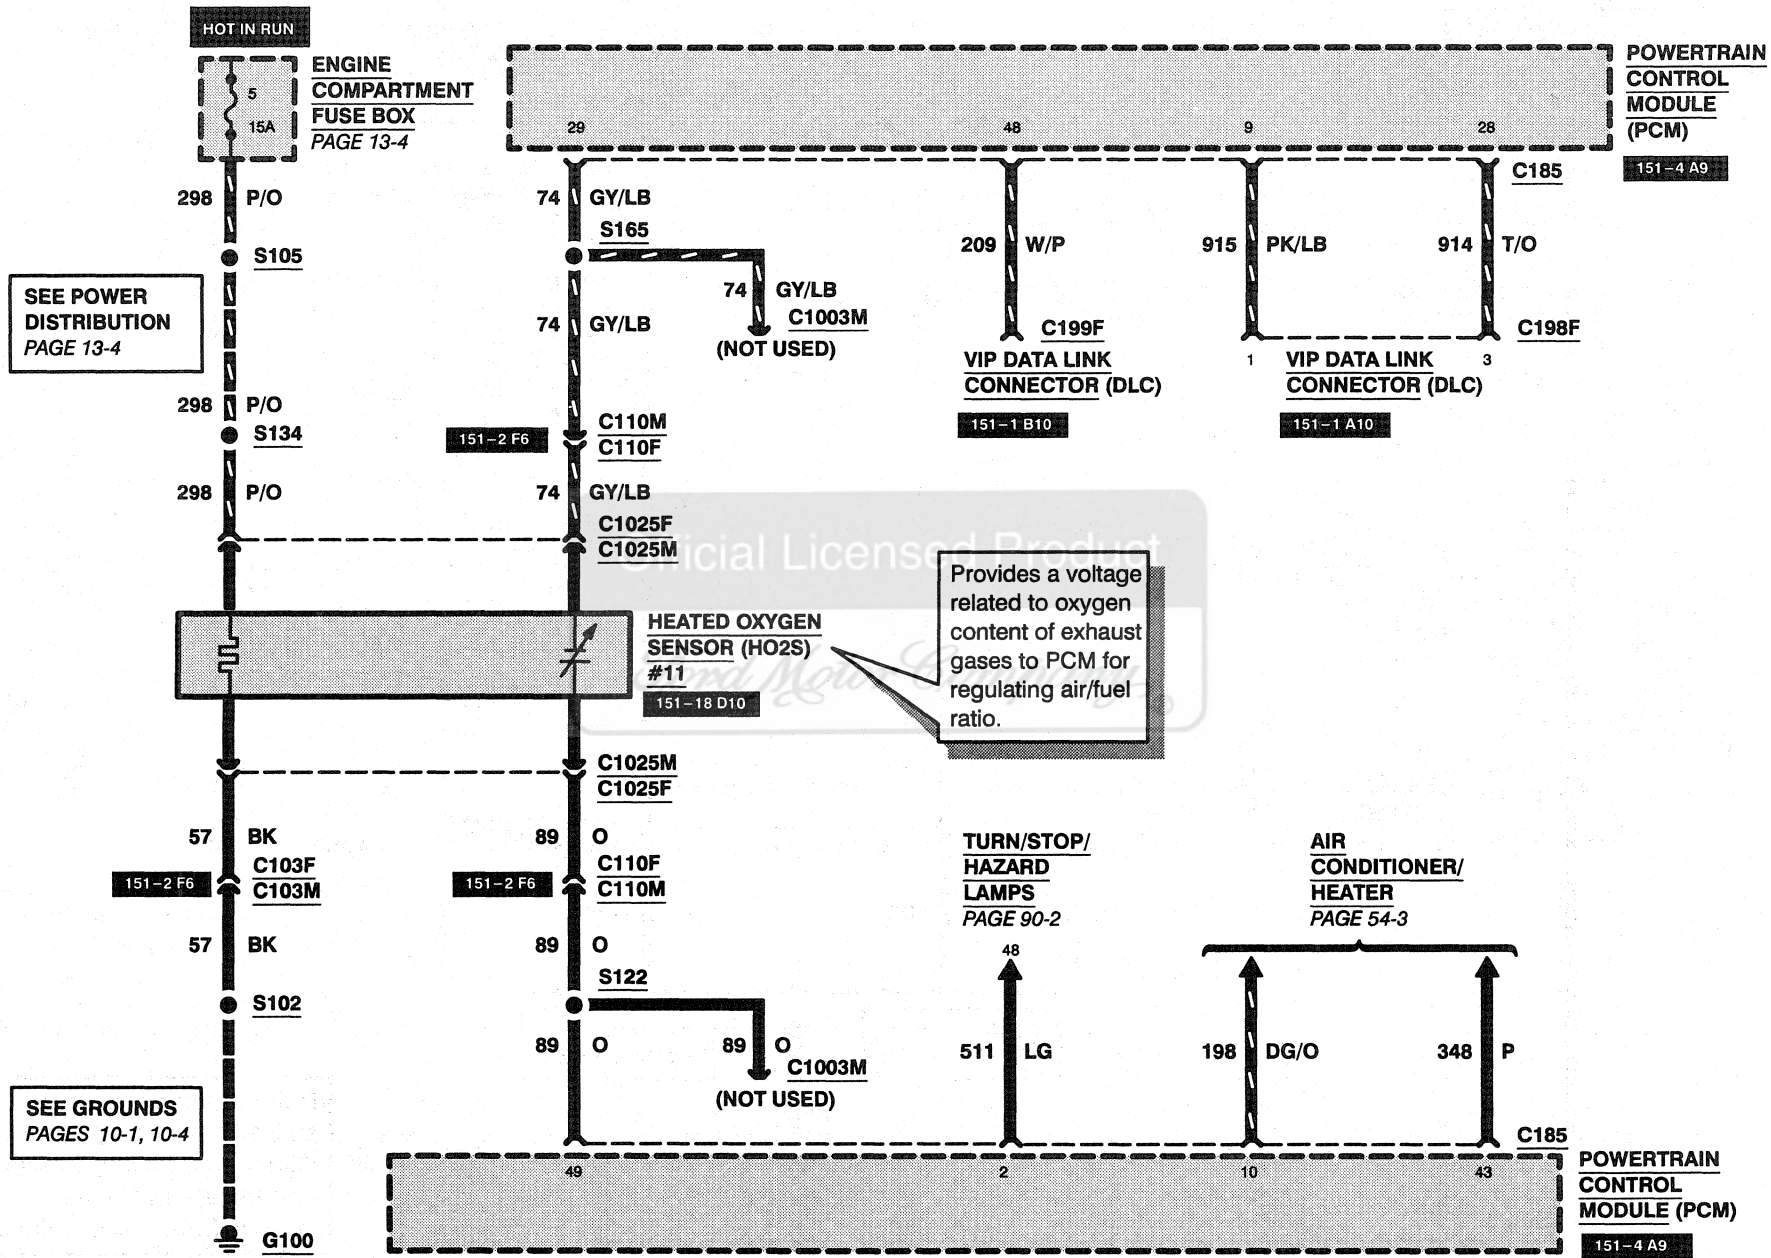 HOT IN RUN
ENGINE
COMPARTMENT
FUSE BOX
PAGE 13-4
5
15A
POWERTRAIN
CONTROL
MODULE
(PCM)
151-4 A9
29 48 9 28
C185
298 P/O
74 GY/LB
S165
S105
209 W/P
915 PK/LB
914 T/O
SEE POWER
DISTRIBUTION
PAGE 13-4
74 GY/LB
C1003M
(NOT USED)
74 GY/LB
C199F
VIP DATA LINK
CONNECTOR (DLC)
151-1 B10
C198F
1 3
VIP DATA LINK
CONNECTOR (DLC)
151-1 A10
298 P/O
S134
151-2 F6
C110M
C110F
298 P/O
74 GY/LB
C1025F
C1025M
Official Licensed Product
Ford Motor Company
HEATED OXYGEN
SENSOR (HO2S)
#11
151-18 D10
Provides a voltage
related to oxygen
content of exhaust
gases to PCM for
regulating air/fuel
ratio.
C1025M
C1025F
57 BK
89 O
C103F
C103M
151-2 F6
C110F
C110M
151-2 F6
57 BK
89 O
S102
S122
89 O
89 O
C1003M
(NOT USED)
TURN/STOP/
HAZARD
LAMPS
PAGE 90-2
48
AIR
CONDITIONER/
HEATER
PAGE 54-3
511 LG
198 DG/O
348 P
SEE GROUNDS
PAGES 10-1, 10-4
C185
49 2 10 43
POWERTRAIN
CONTROL
MODULE (PCM)
151-4 A9
G100